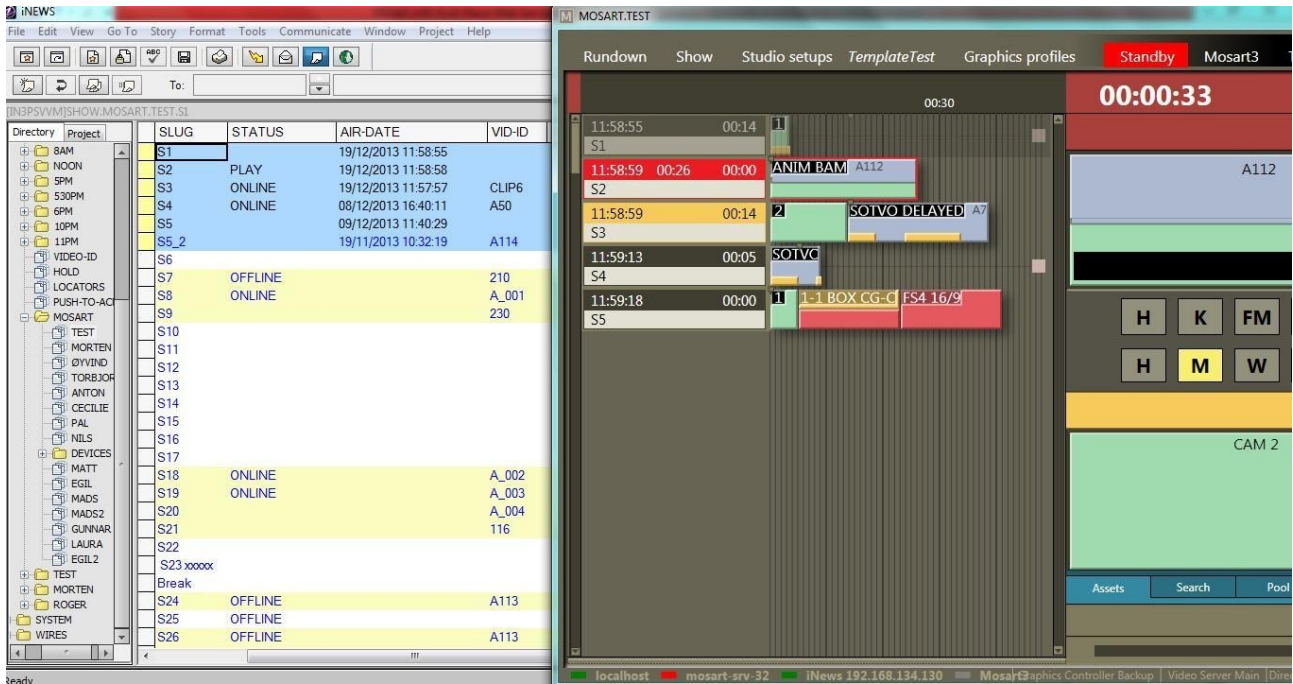 iNEWS
File Edit View Go To Story Format Tools Communicate Window Project Help
To:
[IN3PSVVM]SHOW.MOSART.TEST.S1
Directory Project
8AM
NOON
5PM
530PM
6PM
10PM
11PM
VIDEO-ID
HOLD
LOCATORS
PUSH-TO-ACI
MOSART
TEST
MORTEN
ØYVIND
TORBJOR
ANTON
CECILIE
PAL
NILS
DEVICES
MATT
EGIL
MADS
MADS2
GUNNAR
LAURA
EGIL2
TEST
MORTEN
ROGER
SYSTEM
WIRES
SLUG STATUS AIR-DATE VID-ID
S1 19/12/2013 11:58:55
S2 PLAY 19/12/2013 11:58:58
S3 ONLINE 19/12/2013 11:57:57 CLIP6
S4 ONLINE 08/12/2013 16:40:11 A50
S5 09/12/2013 11:40:29
S5_2 19/11/2013 10:32:19 A114
S6
S7 OFFLINE 210
S8 ONLINE A_001
S9 230
S10
S11
S12
S13
S14
S15
S16
S17
S18 ONLINE A_002
S19 ONLINE A_003
S20 A_004
S21 116
S22
S23 xxxxx
Break
S24 OFFLINE A113
S25 OFFLINE
S26 OFFLINE A113
Ready
M MOSART.TEST
Rundown Show Studio setups TemplateTest Graphics profiles Standby Mosart3
00:30
00:00:33
11:58:55 00:14 1
S1
11:58:59 00:26 00:00 ANIM BAM A112
S2
11:58:59 00:14 2 SOTVO DELAYED A7
S3
11:59:13 00:05 SOTVO
S4
11:59:18 00:00 1 1-1 BOX CG-C FS4 16/9
S5
A112
H K FM
H M W
CAM 2
Assets Search Pool
localhost mosart-srv-32 iNews 192.168.134.130 Mosart3 Graphics Controller Backup | Video Server Main | Dire